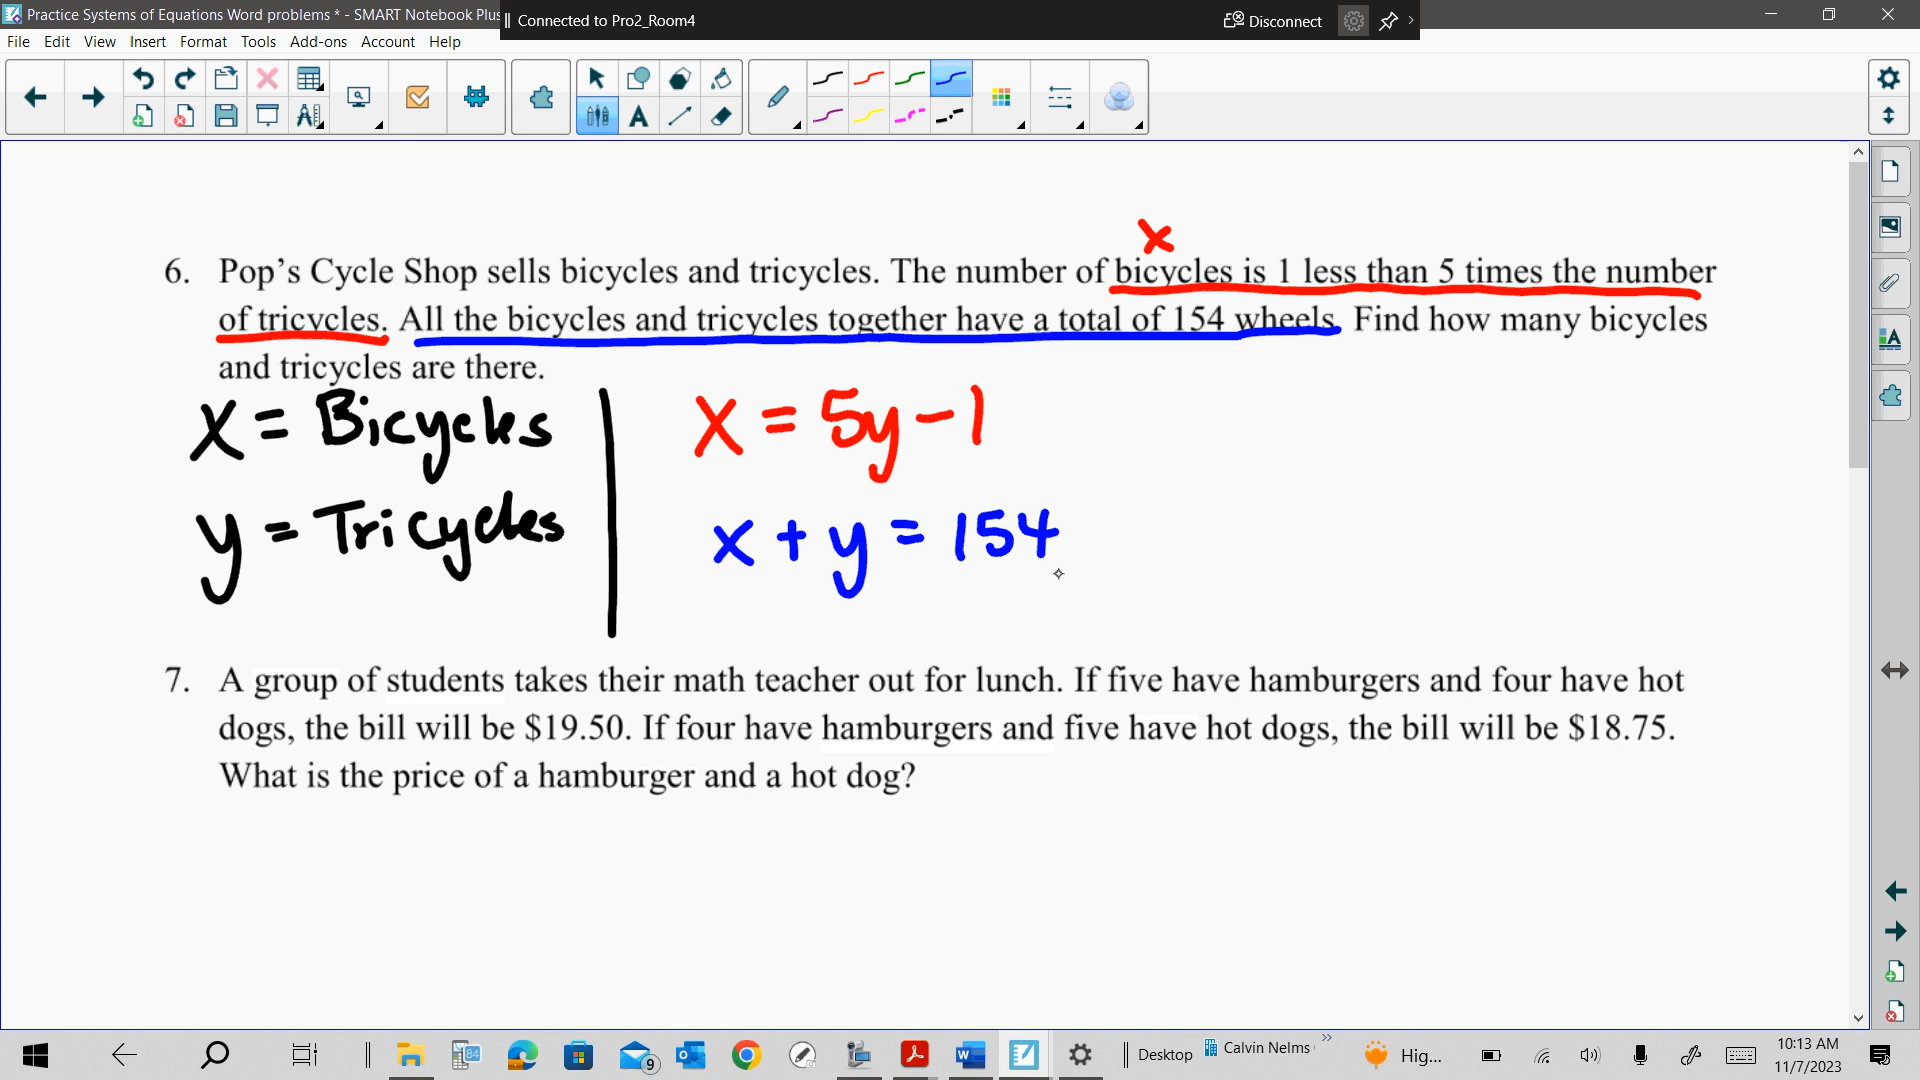 Practice Systems of Equations Word problems * - SMART Notebook Plus
Connected to Pro2_Room4
Disconnect
File Edit View Insert Format Tools Add-ons Account Help
x
6. Pop's Cycle Shop sells bicycles and tricycles. The number of bicycles is 1 less than 5 times the number
of tricycles. All the bicycles and tricycles together have a total of 154 wheels. Find how many bicycles
and tricycles are there.
x = Bicycles
x = 5y - 1
y = Tricycles
x + y = 154
7. A group of students takes their math teacher out for lunch. If five have hamburgers and four have hot
dogs, the bill will be $19.50. If four have hamburgers and five have hot dogs, the bill will be $18.75.
What is the price of a hamburger and a hot dog?
84
9
Desktop
Calvin Nelms
Hig...
10:13 AM
11/7/2023